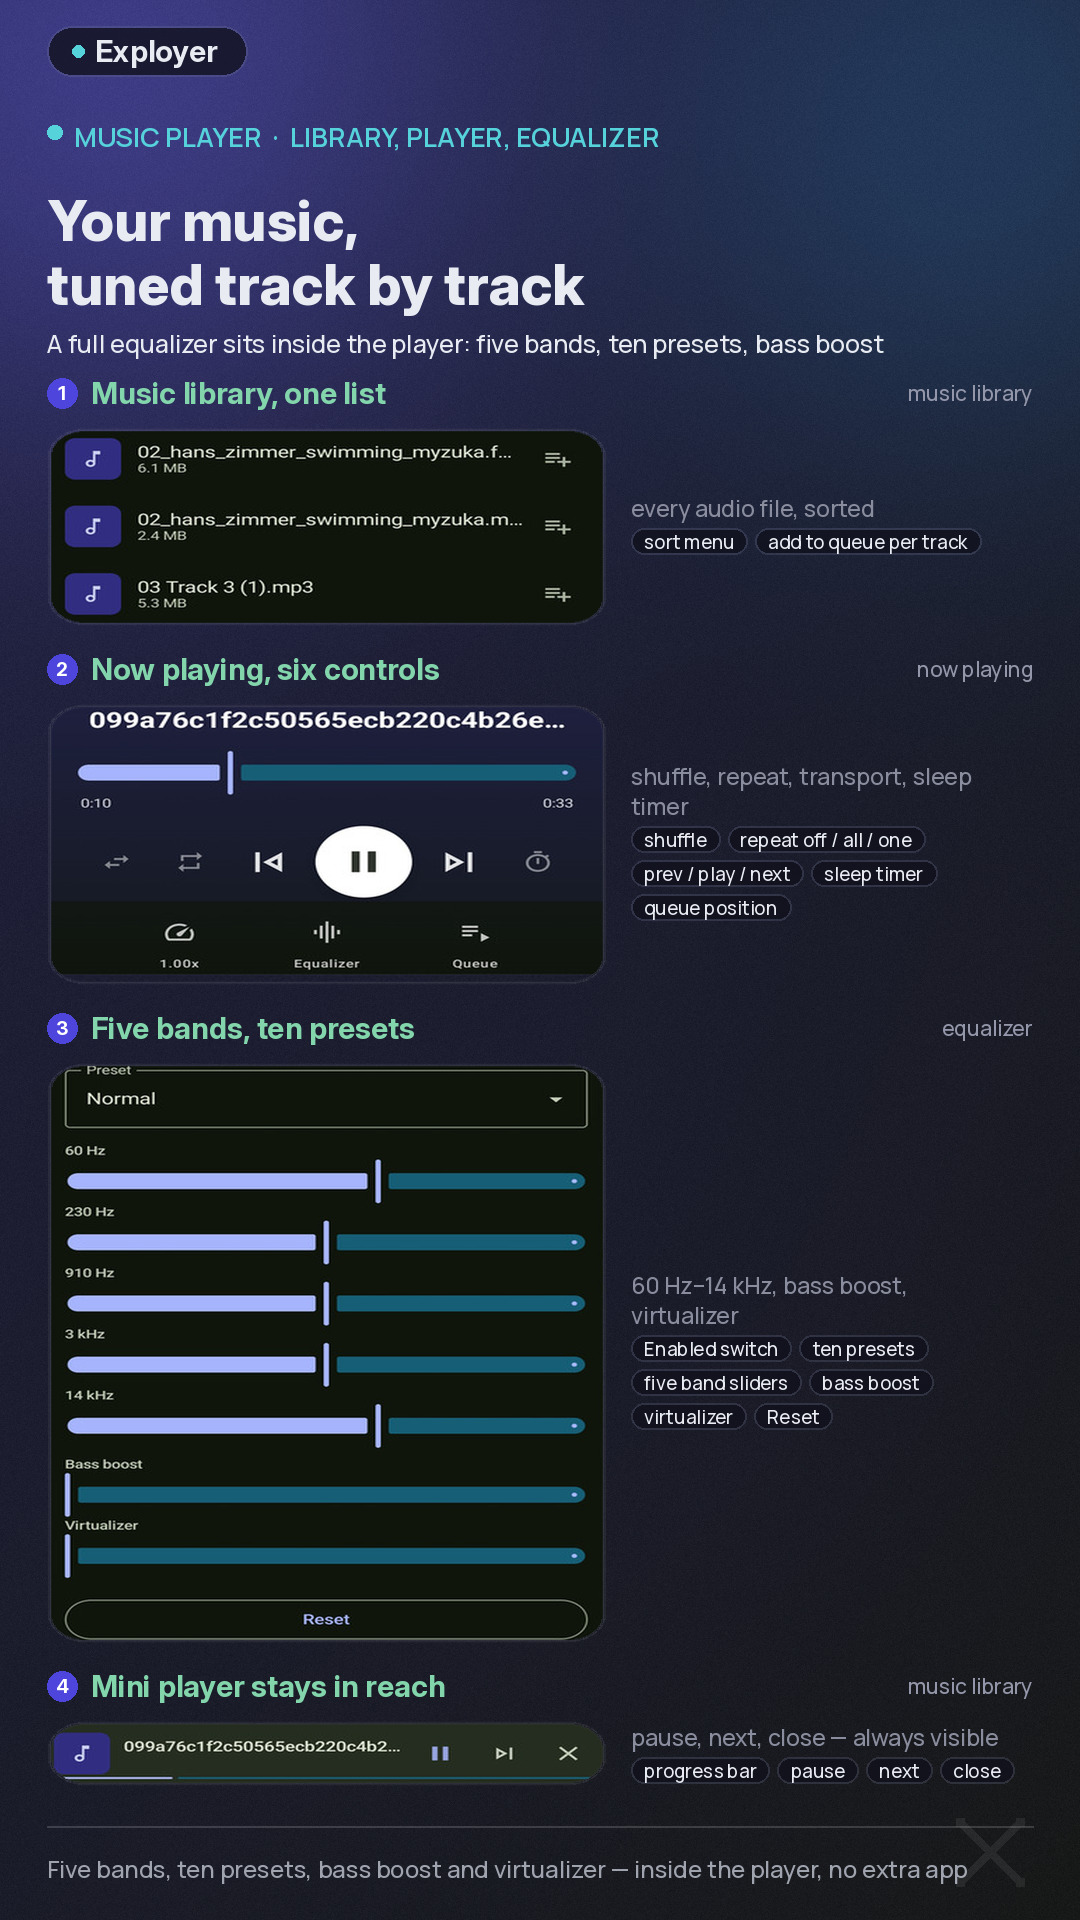 Exployer
MUSIC PLAYER · LIBRARY, PLAYER, EQUALIZER
Your music,
tuned track by track
A full equalizer sits inside the player: five bands, ten presets, bass boost
1 Music library, one list
music library
02_hans_zimmer_swimming_myzuka.f...
6.1 MB
02_hans_zimmer_swimming_myzuka.m...
2.4 MB
03 Track 3 (1).mp3
5.3 MB
every audio file, sorted
sort menu
add to queue per track
2 Now playing, six controls
now playing
099a76c1f2c50565ecb220c4b26e...
0:10
0:33
1.00x
Equalizer
Queue
shuffle, repeat, transport, sleep
timer
shuffle
repeat off / all / one
prev / play / next
sleep timer
queue position
3 Five bands, ten presets
equalizer
Preset
Normal
60 Hz
230 Hz
910 Hz
3 kHz
14 kHz
Bass boost
Virtualizer
Reset
60 Hz–14 kHz, bass boost,
virtualizer
Enabled switch
ten presets
five band sliders
bass boost
virtualizer
Reset
4 Mini player stays in reach
music library
099a76c1f2c50565ecb220c4b2...
pause, next, close — always visible
progress bar
pause
next
close
Five bands, ten presets, bass boost and virtualizer — inside the player, no extra app